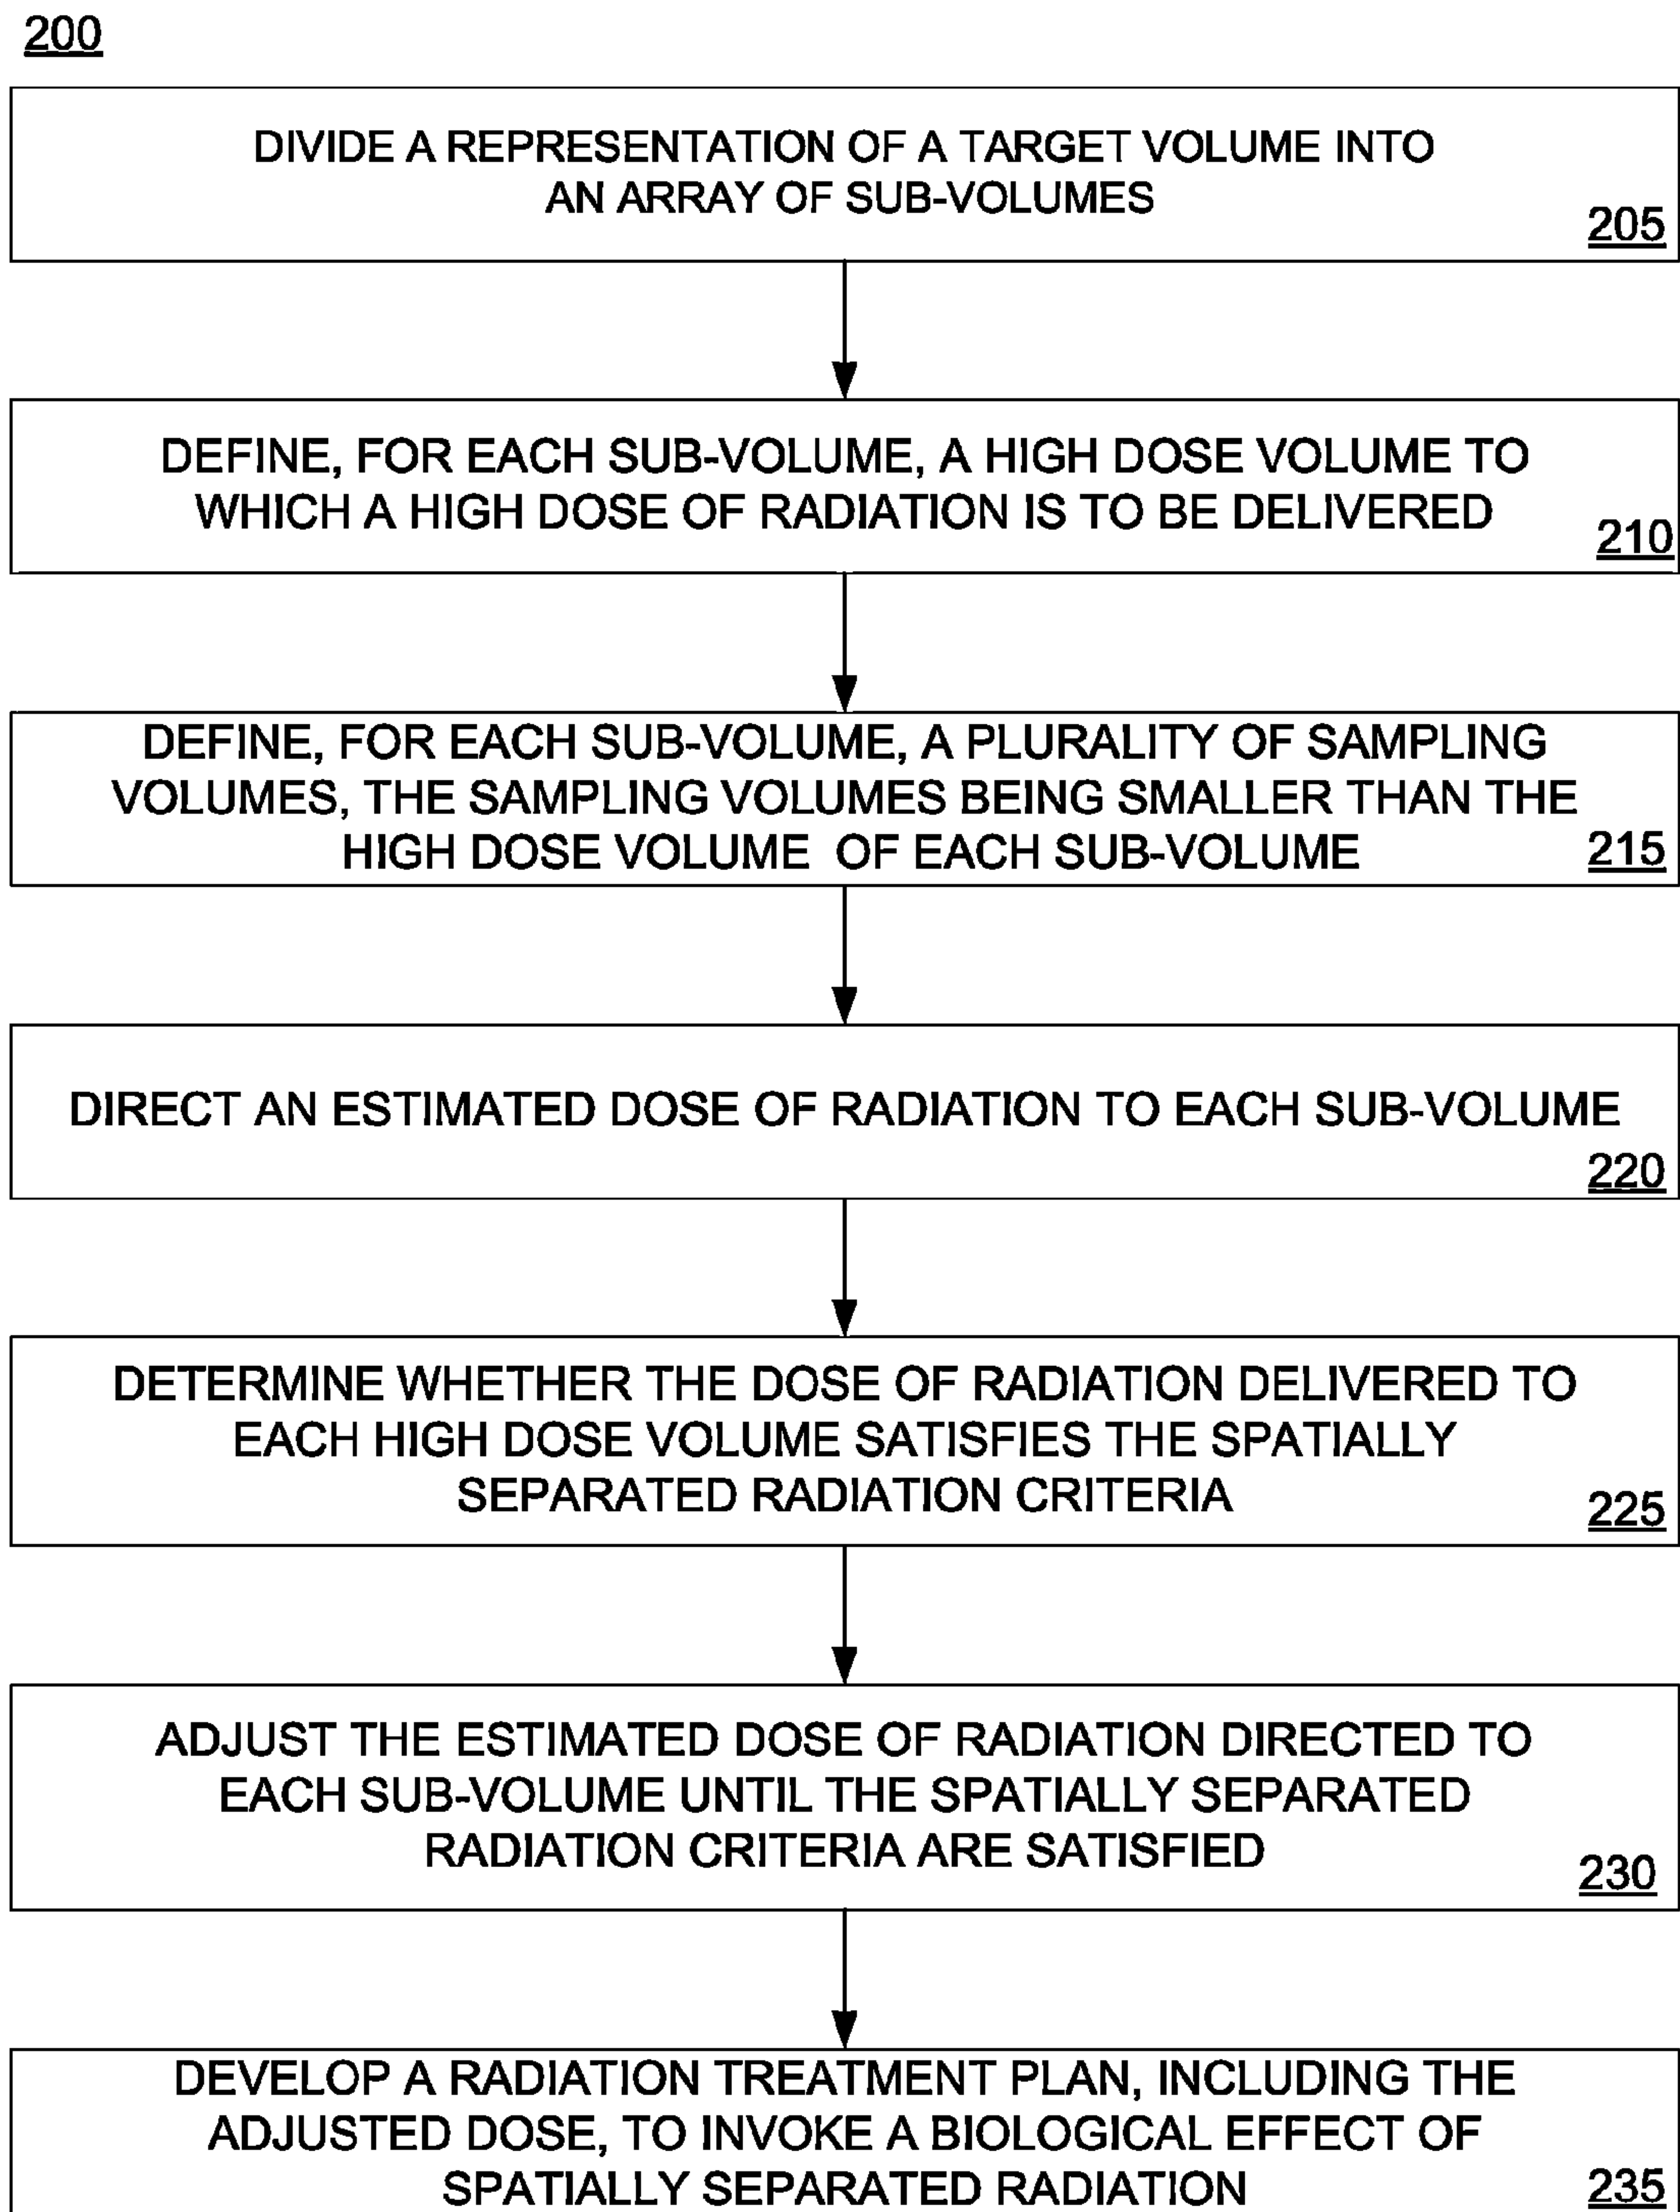 200
DIVIDE A REPRESENTATION OF A TARGET VOLUME INTO
AN ARRAY OF SUB-VOLUMES
205
DEFINE, FOR EACH SUB-VOLUME, A HIGH DOSE VOLUME TO
WHICH A HIGH DOSE OF RADIATION IS TO BE DELIVERED
210
DEFINE, FOR EACH SUB-VOLUME, A PLURALITY OF SAMPLING
VOLUMES, THE SAMPLING VOLUMES BEING SMALLER THAN THE
HIGH DOSE VOLUME OF EACH SUB-VOLUME
215
DIRECT AN ESTIMATED DOSE OF RADIATION TO EACH SUB-VOLUME
220
DETERMINE WHETHER THE DOSE OF RADIATION DELIVERED TO
EACH HIGH DOSE VOLUME SATISFIES THE SPATIALLY
SEPARATED RADIATION CRITERIA
225
ADJUST THE ESTIMATED DOSE OF RADIATION DIRECTED TO
EACH SUB-VOLUME UNTIL THE SPATIALLY SEPARATED
RADIATION CRITERIA ARE SATISFIED
230
DEVELOP A RADIATION TREATMENT PLAN, INCLUDING THE
ADJUSTED DOSE, TO INVOKE A BIOLOGICAL EFFECT OF
SPATIALLY SEPARATED RADIATION
235